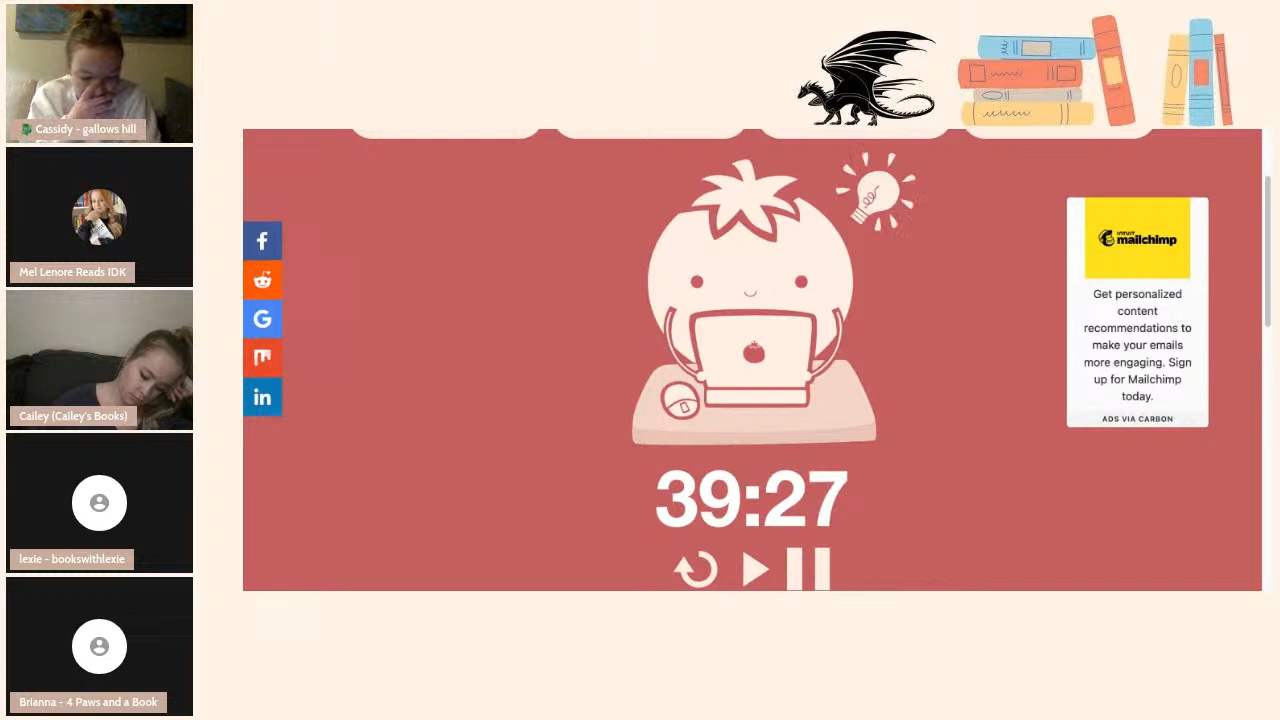 Cassidy - gallows hill
Mel Lenore Reads IDK
Cailey (Cailey's Books)
lexie - bookswithlexie
Brianna - 4 Paws and a Book
39:27
INTUIT
mailchimp
Get personalized
content
recommendations to
make your emails
more engaging. Sign
up for Mailchimp
today.
ADS VIA CARBON